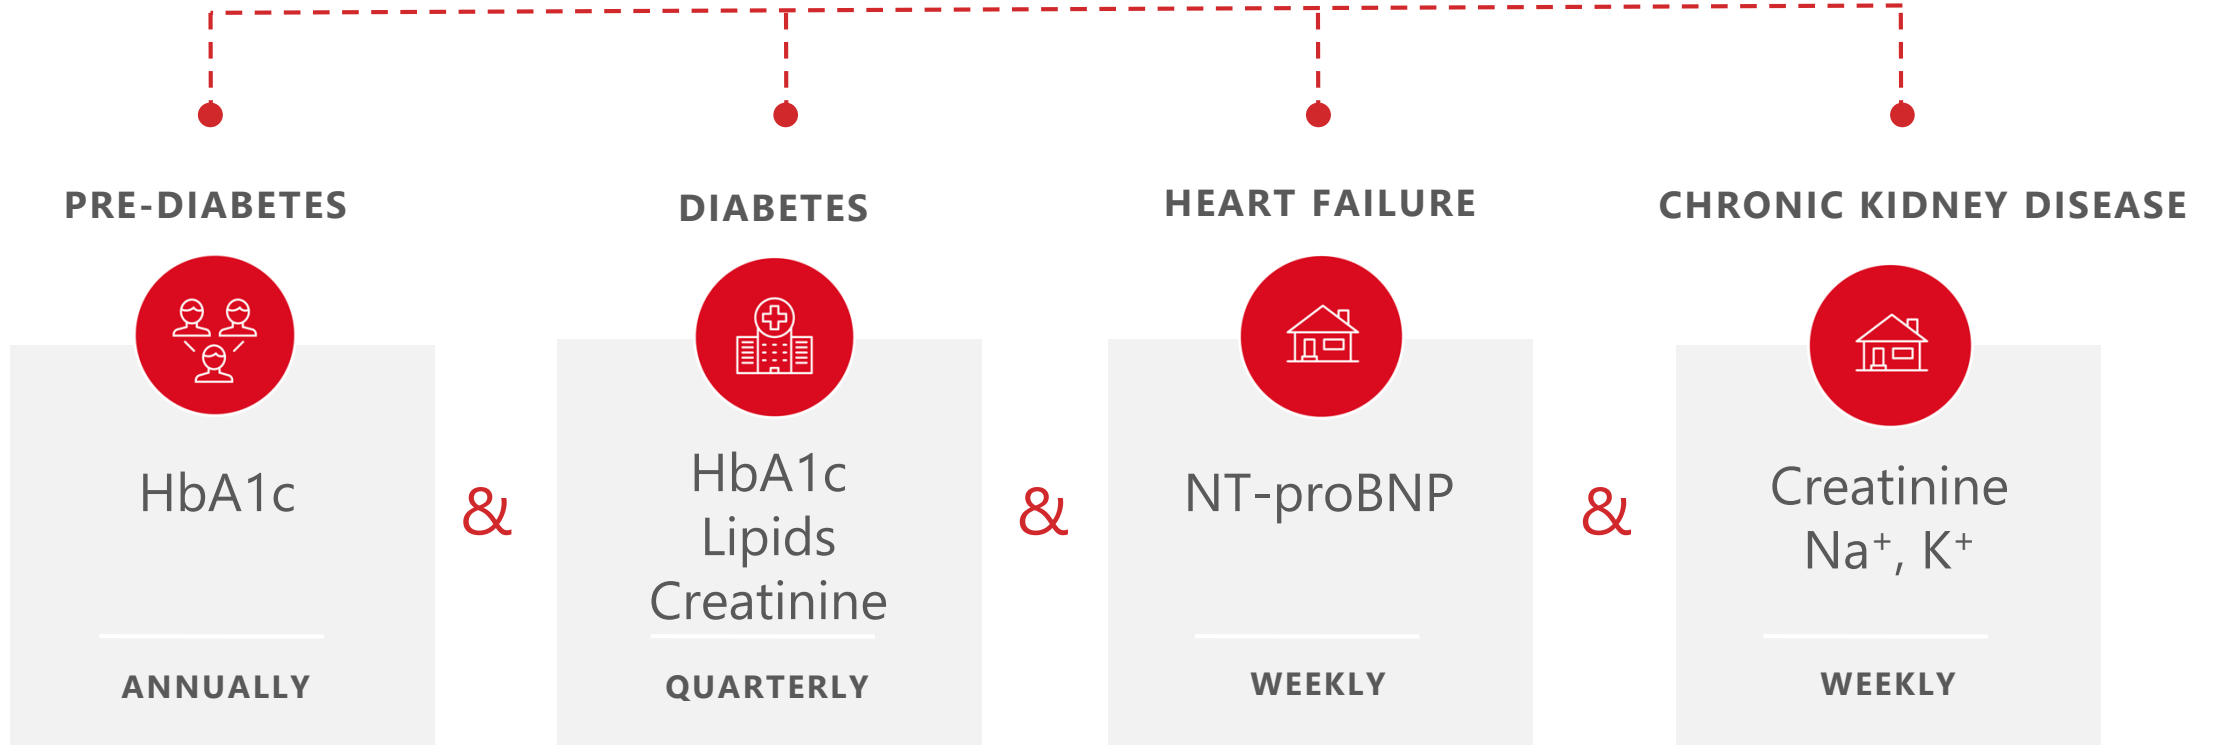 PRE-DIABETES
HbA1c
ANNUALLY
&
DIABETES
HbA1c
Lipids
Creatinine
QUARTERLY
&
HEART FAILURE
NT-proBNP
WEEKLY
&
CHRONIC KIDNEY DISEASE
Creatinine
Na⁺, K⁺
WEEKLY